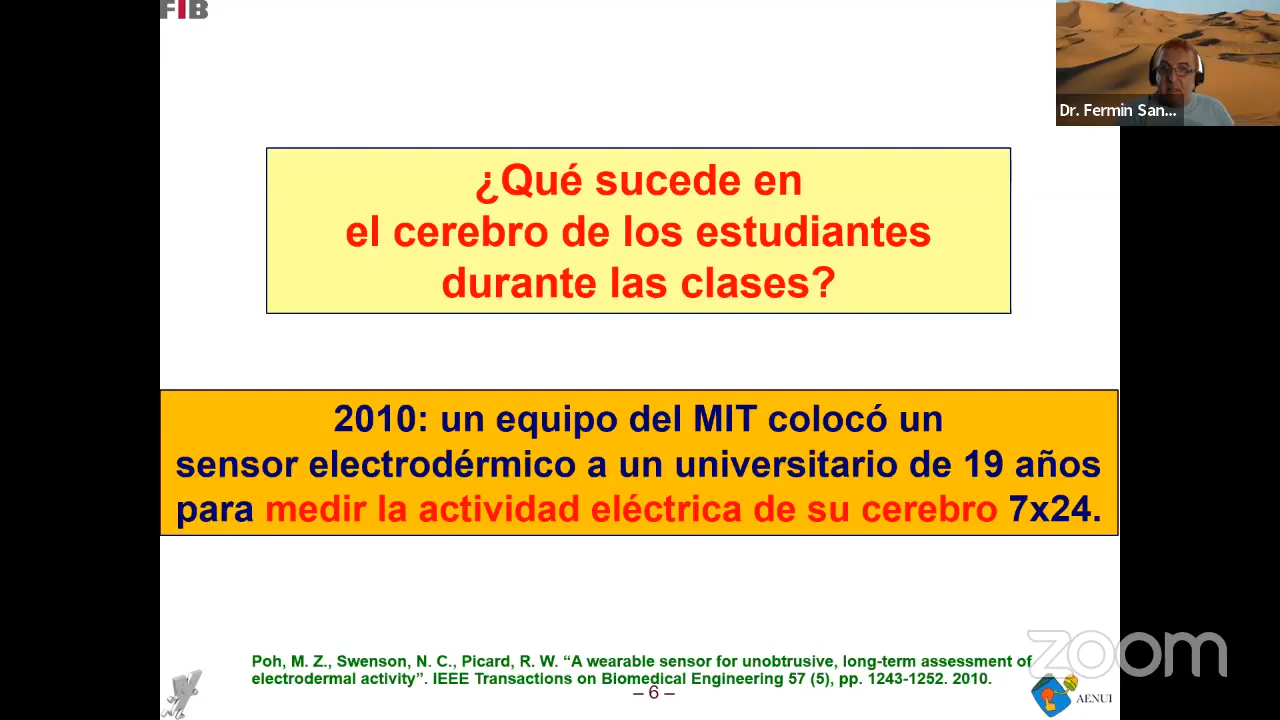 FIB
Dr. Fermin San...
¿Qué sucede en
el cerebro de los estudiantes
durante las clases?
2010: un equipo del MIT colocó un
sensor electrodérmico a un universitario de 19 años
para medir la actividad eléctrica de su cerebro 7x24.
zoom
Poh, M. Z., Swenson, N. C., Picard, R. W. “A wearable sensor for unobtrusive, long-term assessment of
electrodermal activity”. IEEE Transactions on Biomedical Engineering 57 (5), pp. 1243-1252. 2010.
– 6 –
AENUI